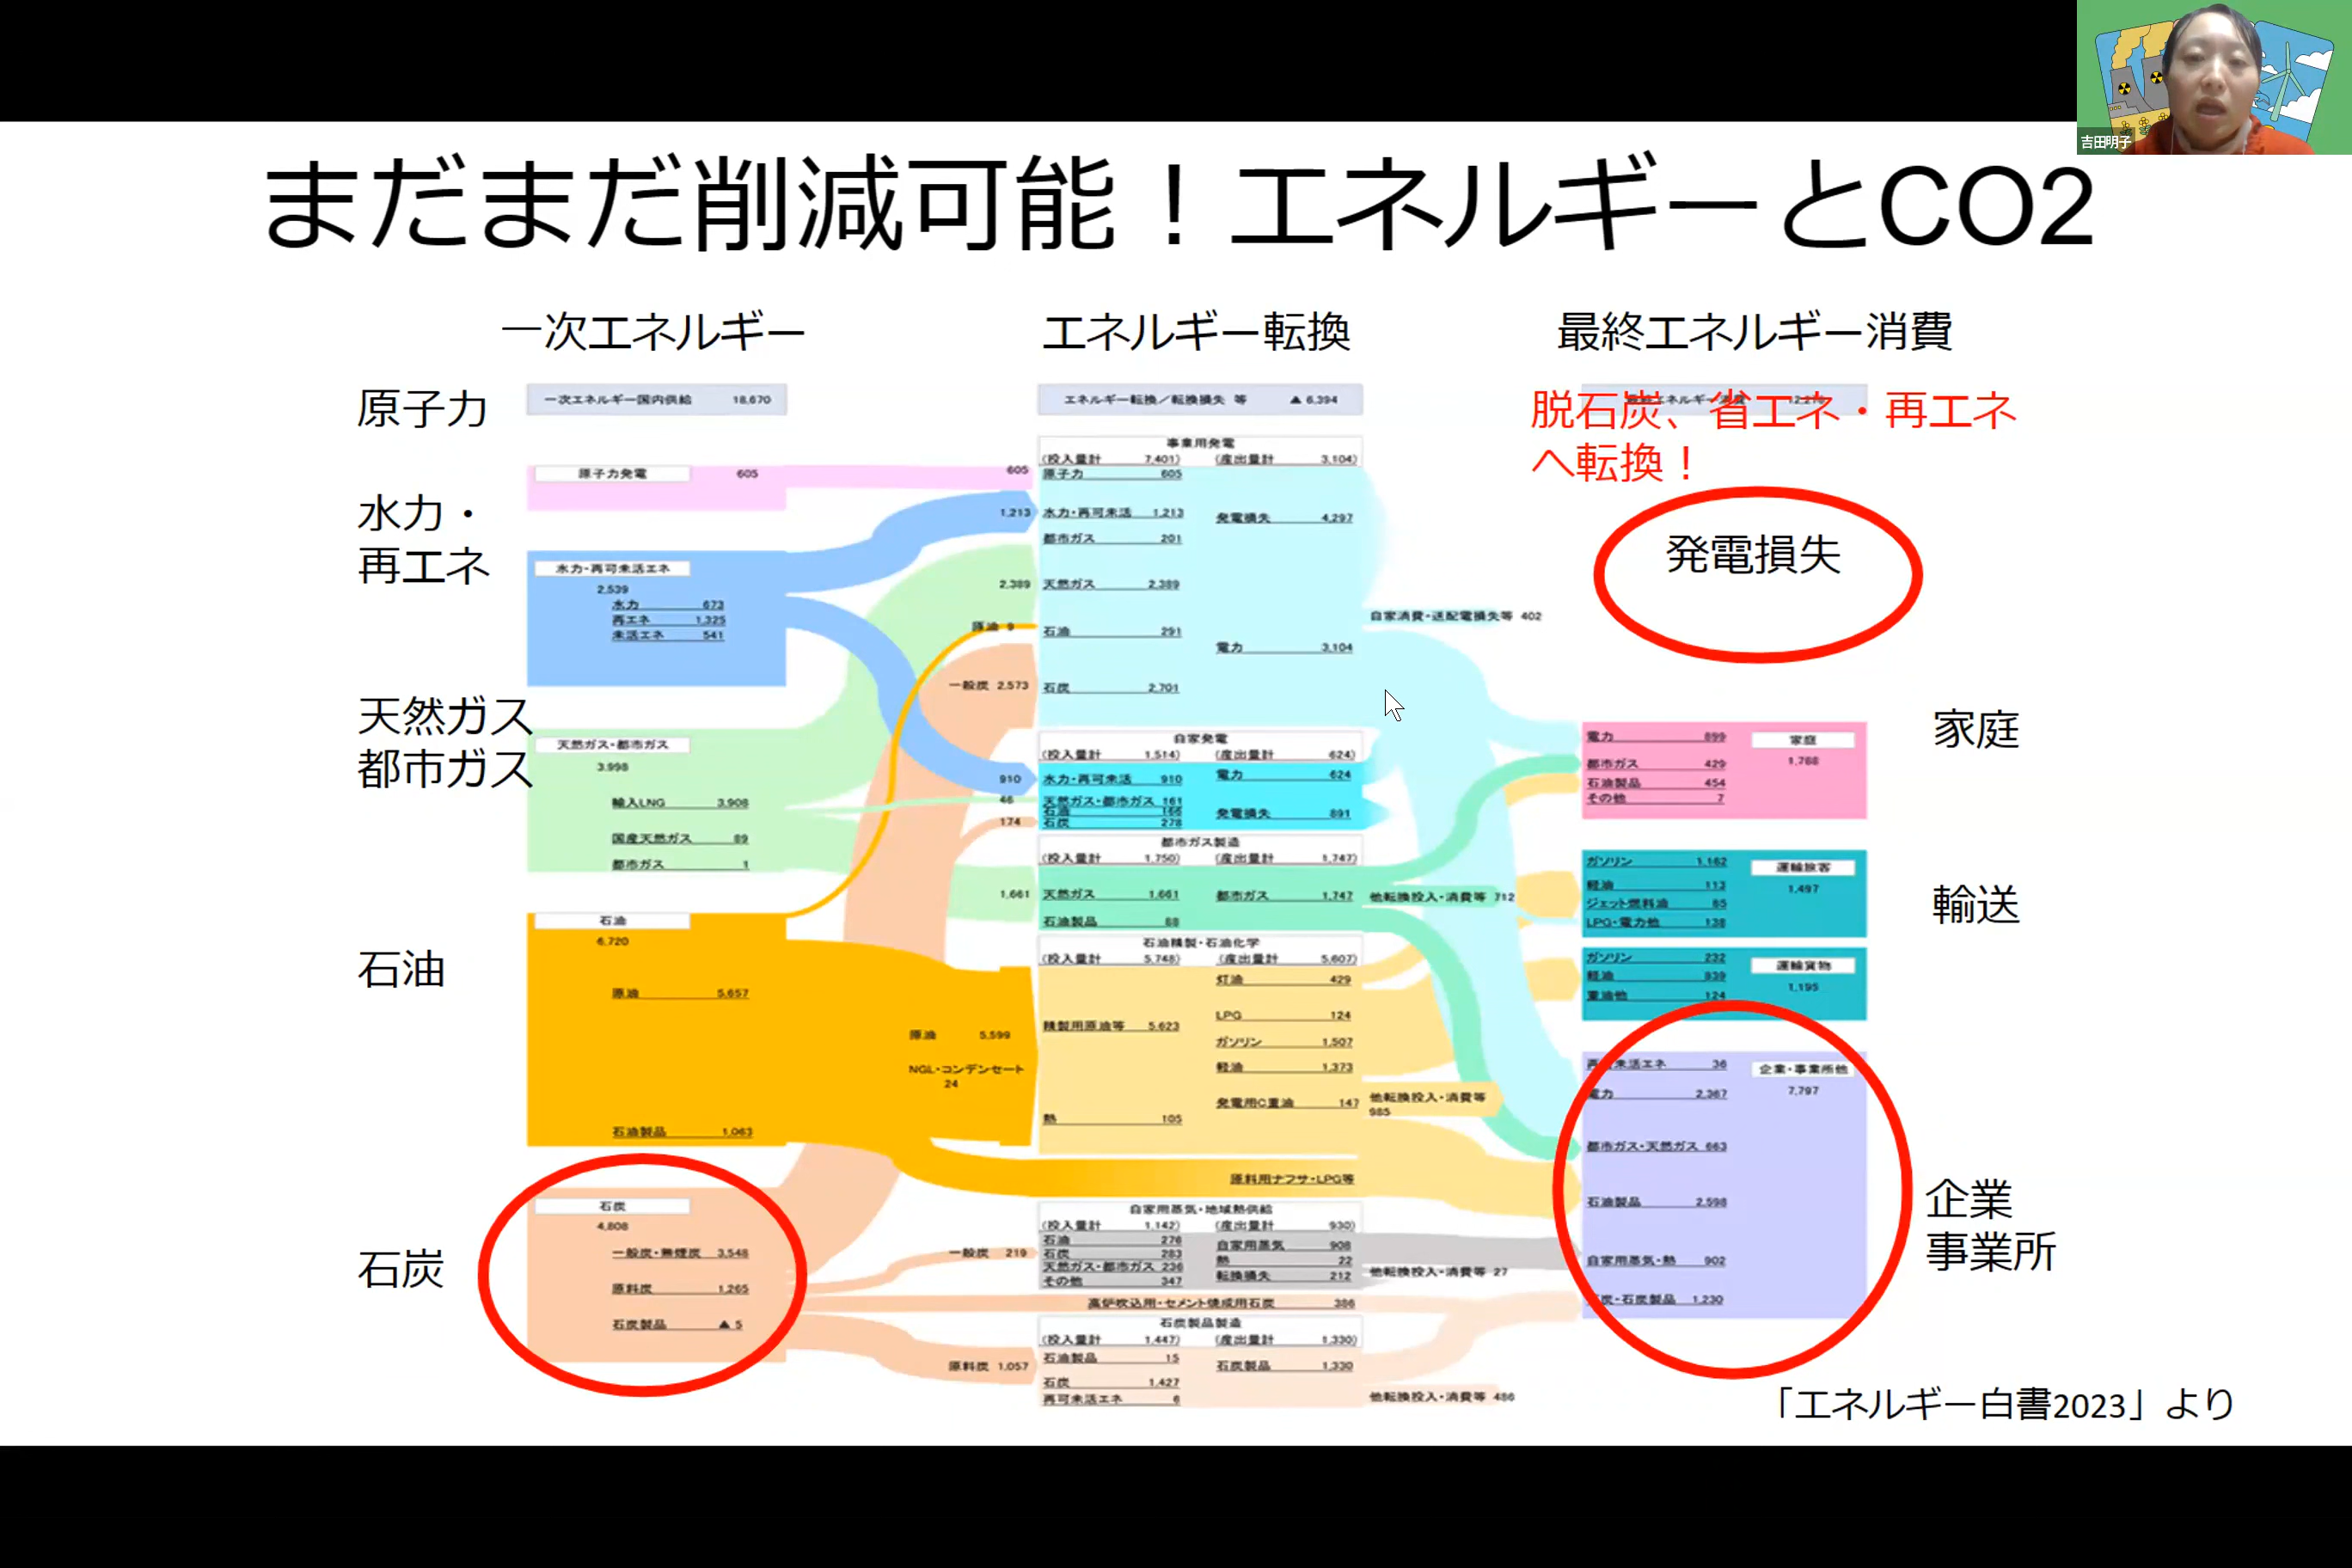 吉田明子
まだまだ削減可能！エネルギーとCO2
一次エネルギー
エネルギー転換
最終エネルギー消費
原子力
水力・
再エネ
天然ガス
都市ガス
石油
石炭
一次エネルギー国内供給 18,670
原子力発電 605
水力・再可未活エネ
2,539
水力 673
再エネ 1,325
未活エネ 541
天然ガス・都市ガス
3,998
輸入LNG 3,908
国産天然ガス 89
都市ガス 1
石油
6,720
原油 5,657
石油製品 1,063
石炭
4,808
一般炭・無煙炭 3,548
原料炭 1,265
石炭製品 ▲ 5
605
1,213
2,389
原油 9
一般炭 2,573
910
46
174
1,661
原油 5,599
NGL・コンデンセート
24
一般炭 219
原料炭 1,057
エネルギー転換／転換損失 等 ▲ 6,394
事業用発電
(投入量計 7,401) (産出量計 3,104)
原子力 605
水力・再可未活 1,213 発電損失 4,297
都市ガス 201
天然ガス 2,389
石油 291
電力 3,104
石炭 2,701
自家発電
(投入量計 1,514) (産出量計 624)
水力・再可未活 910 電力 624
天然ガス・都市ガス 161
石油 166 発電損失 891
石炭 278
都市ガス製造
(投入量計 1,750) (産出量計 1,747)
天然ガス 1,661 都市ガス 1,747
石油製品 88
石油精製・石油化学
(投入量計 5,748) (産出量計 5,607)
灯油 429
精製用原油等 5,623 LPG 124
ガソリン 1,507
軽油 1,373
発電用C重油 147
熱 105
原料用ナフサ・LPG等
自家用蒸気・地域熱供給
(投入量計 1,142) (産出量計 930)
石油 276 自家用蒸気 908
石炭 283 熱 22
天然ガス・都市ガス 236 転換損失 212
その他 347
高炉吹込用・セメント焼成用石炭 386
石炭製品製造
(投入量計 1,447) (産出量計 1,330)
石油製品 15 石炭製品 1,330
石炭 1,427
再可未活エネ 6
自家消費・送配電損失等 402
他転換投入・消費等 712
他転換投入・消費等
985
他転換投入・消費等 27
他転換投入・消費等 486
脱石炭、省エネ・再エネ
へ転換！
発電損失
電力 899 家庭
都市ガス 429 1,788
石油製品 454
その他 7
ガソリン 1,162 運輸旅客
軽油 112 1,497
ジェット燃料油 85
LPG・電力他 138
ガソリン 232 運輸貨物
軽油 839 1,195
重油他 124
未活エネ 36 企業・事業所他
電力 2,367 7,797
都市ガス・天然ガス 663
石油製品 2,598
自家用蒸気・熱 902
石炭製品 1,230
家庭
輸送
企業
事業所
「エネルギー白書2023」より